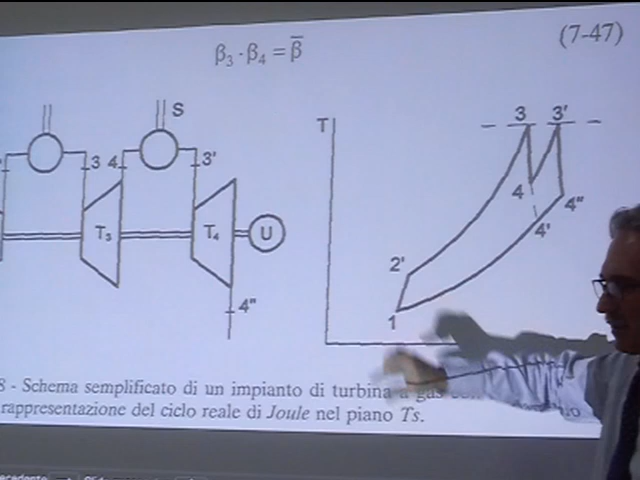 (7-47)
β₃ · β₄ = β̅
S
3 4
3'
T₃
T₄
U
4"
T
3 3'
4
4"
4'
2'
1
8 - Schema semplificato di un impianto di turbina a gas
rappresentazione del ciclo reale di Joule nel piano Ts.